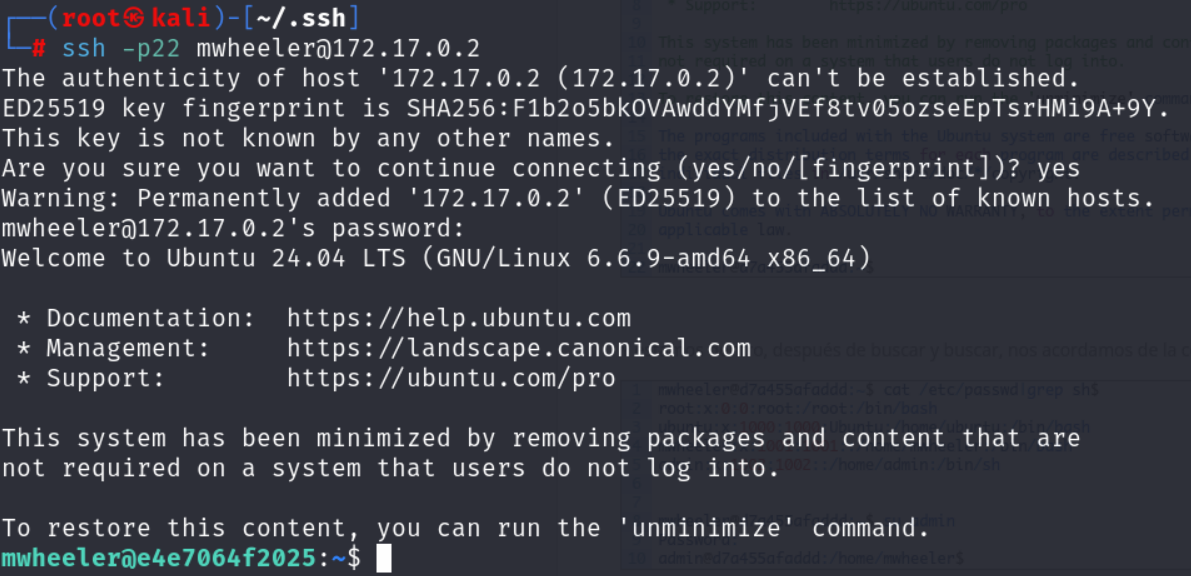 ┌──(root㉿kali)-[~/.ssh]
└─# ssh -p22 mwheeler@172.17.0.2
The authenticity of host '172.17.0.2 (172.17.0.2)' can't be established.
ED25519 key fingerprint is SHA256:F1b2o5bkOVAwddYMfjVEf8tv05ozseEpTsrHMi9A+9Y.
This key is not known by any other names.
Are you sure you want to continue connecting (yes/no/[fingerprint])? yes
Warning: Permanently added '172.17.0.2' (ED25519) to the list of known hosts.
mwheeler@172.17.0.2's password:
Welcome to Ubuntu 24.04 LTS (GNU/Linux 6.6.9-amd64 x86_64)
* Documentation: https://help.ubuntu.com
* Management: https://landscape.canonical.com
* Support: https://ubuntu.com/pro
This system has been minimized by removing packages and content that are
not required on a system that users do not log into.
To restore this content, you can run the 'unminimize' command.
mwheeler@e4e7064f2025:~$